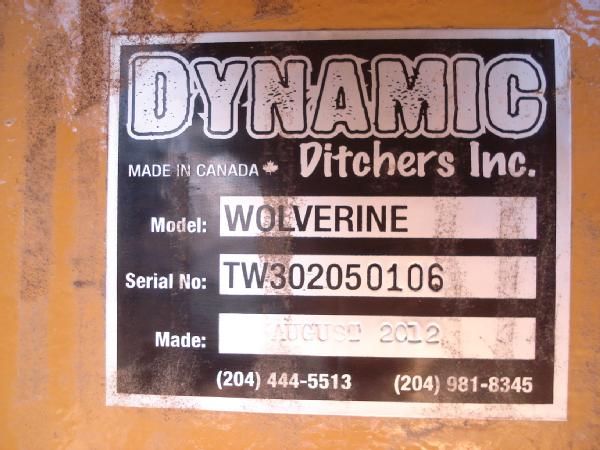 DYNAMIC
Ditchers Inc.
MADE IN CANADA
Model: WOLVERINE
Serial No: TW302050106
Made: AUGUST 2012
(204) 444-5513 (204) 981-8345